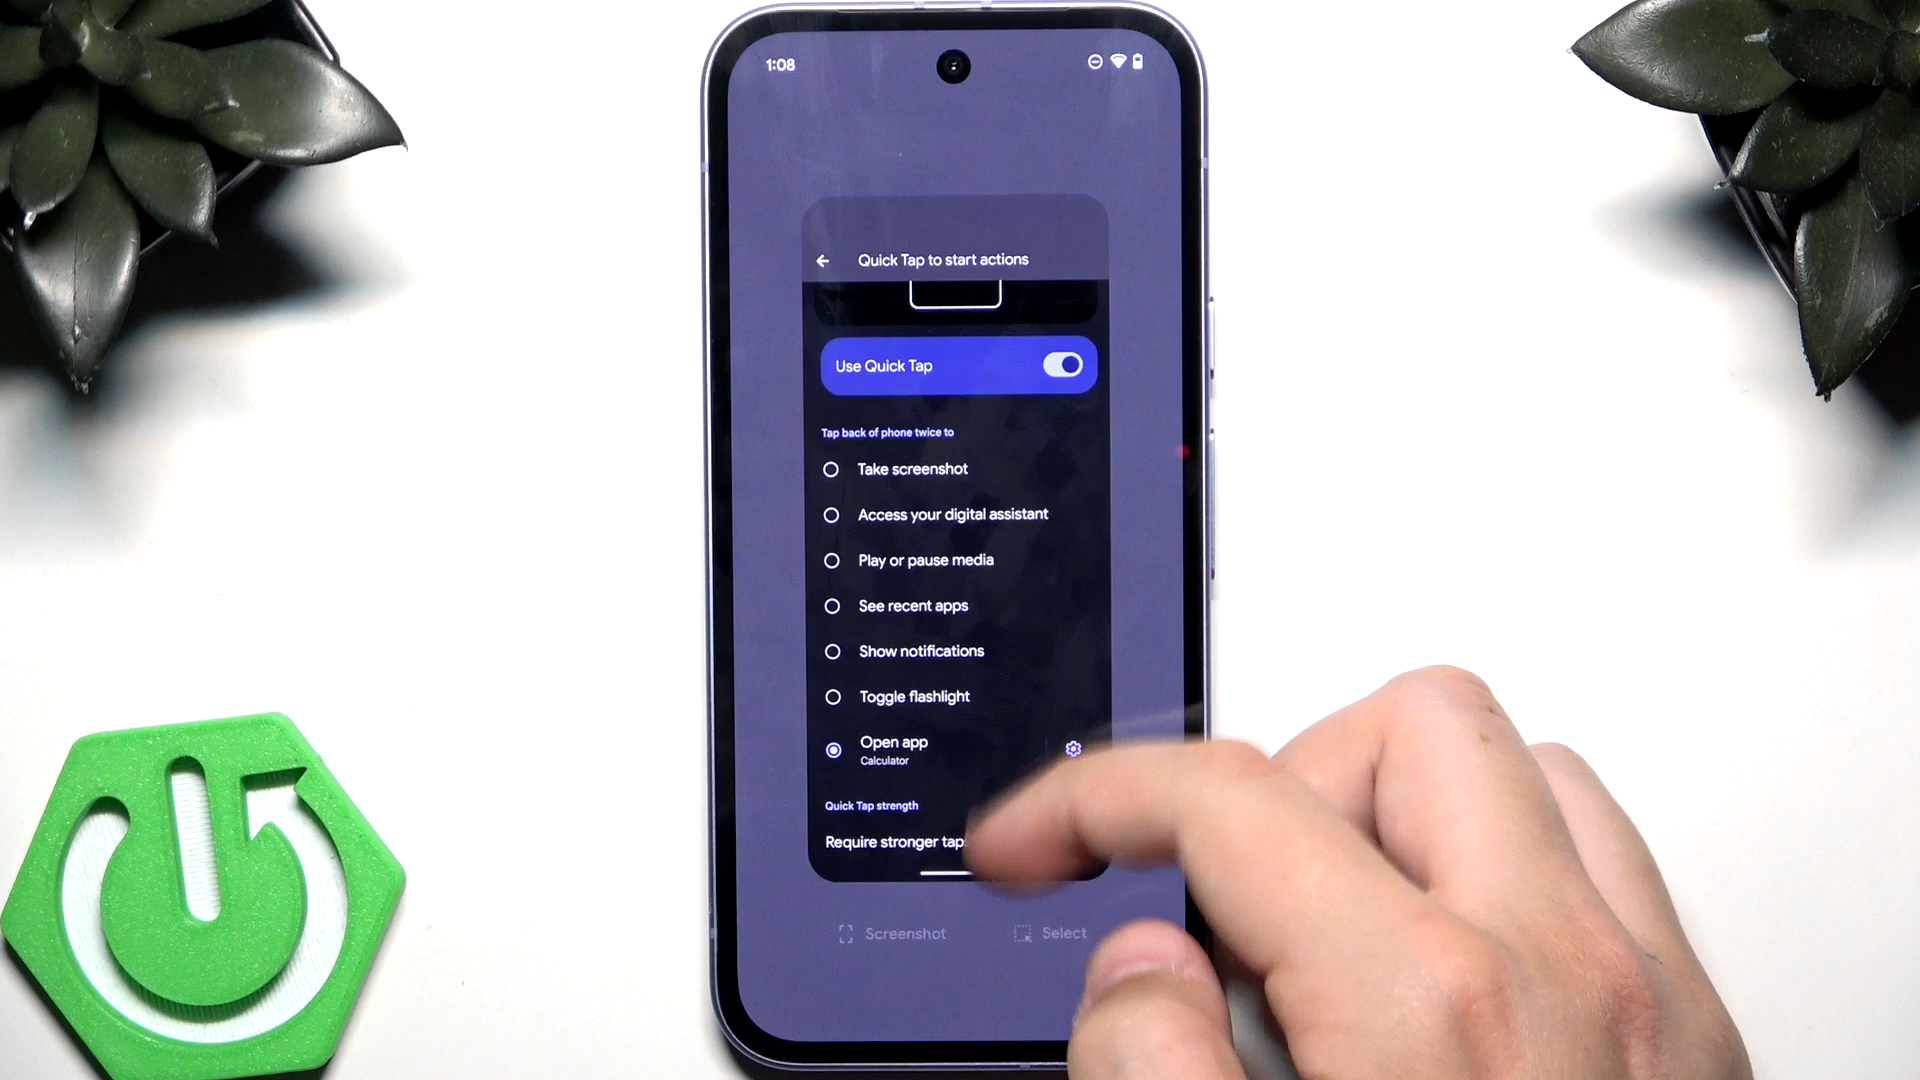 1:08
Quick Tap to start actions
Use Quick Tap
Tap back of phone twice to
Take screenshot
Access your digital assistant
Play or pause media
See recent apps
Show notifications
Toggle flashlight
Open app
Calculator
Quick Tap strength
Require stronger
Screenshot
Select